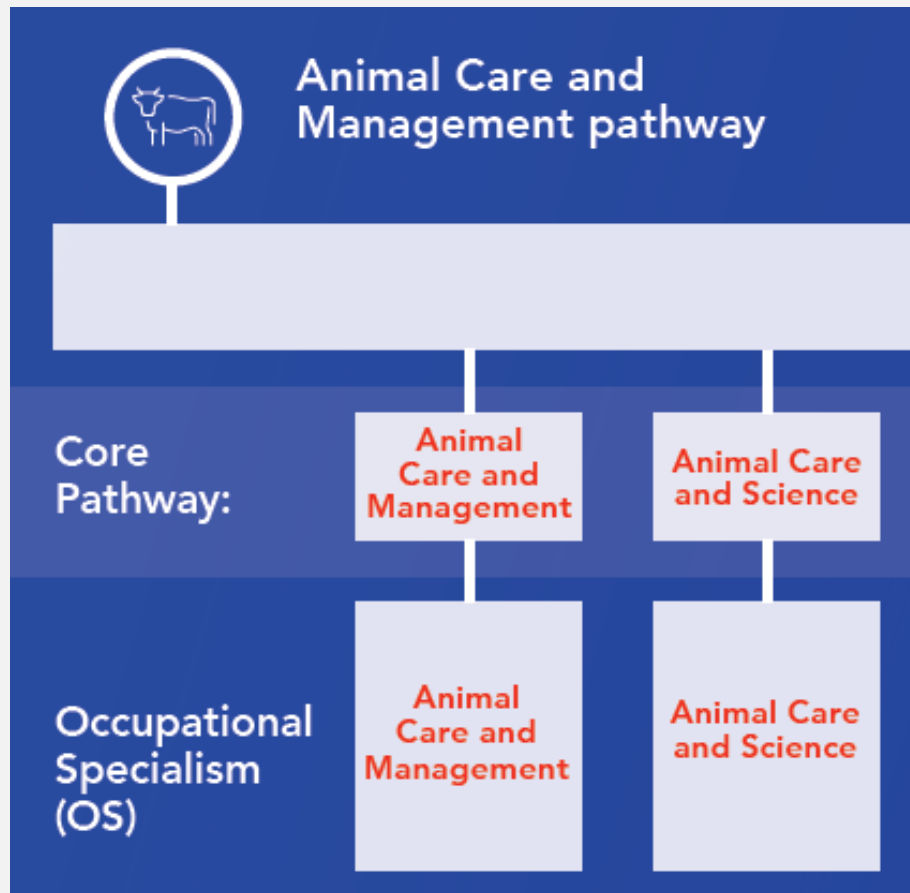 Animal Care and
Management pathway
Core
Pathway:
Animal
Care and
Management
Animal Care
and Science
Occupational
Specialism
(OS)
Animal
Care and
Management
Animal Care
and Science